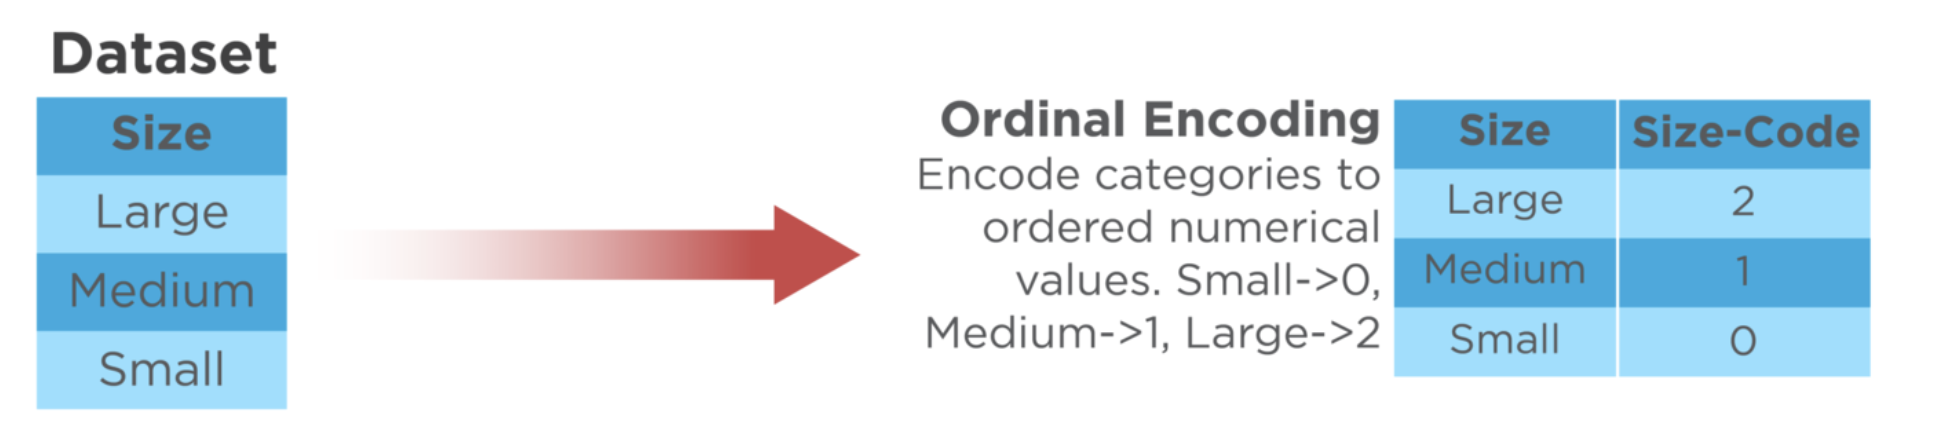 Dataset
Size
Large
Medium
Small
Ordinal Encoding
Encode categories to
ordered numerical
values. Small->0,
Medium->1, Large->2
Size Size-Code
Large 2
Medium 1
Small 0